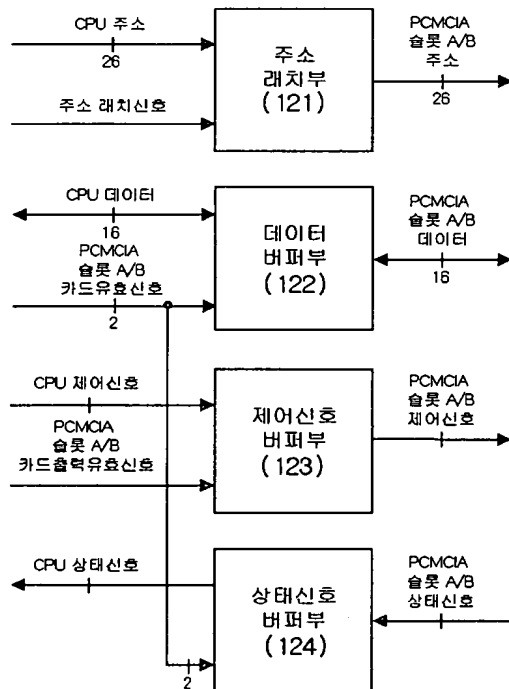 CPU 주소
26
주소 래치신호
주소
래치부
(121)
PCMCIA
슬롯 A/B
주소
26
CPU 데이터
16
PCMCIA
슬롯 A/B
카드유효신호
2
데이터
버퍼부
(122)
PCMCIA
슬롯 A/B
데이터
16
CPU 제어신호
PCMCIA
슬롯 A/B
카드출력유효신호
제어신호
버퍼부
(123)
PCMCIA
슬롯 A/B
제어신호
CPU 상태신호
2
상태신호
버퍼부
(124)
PCMCIA
슬롯 A/B
상태신호